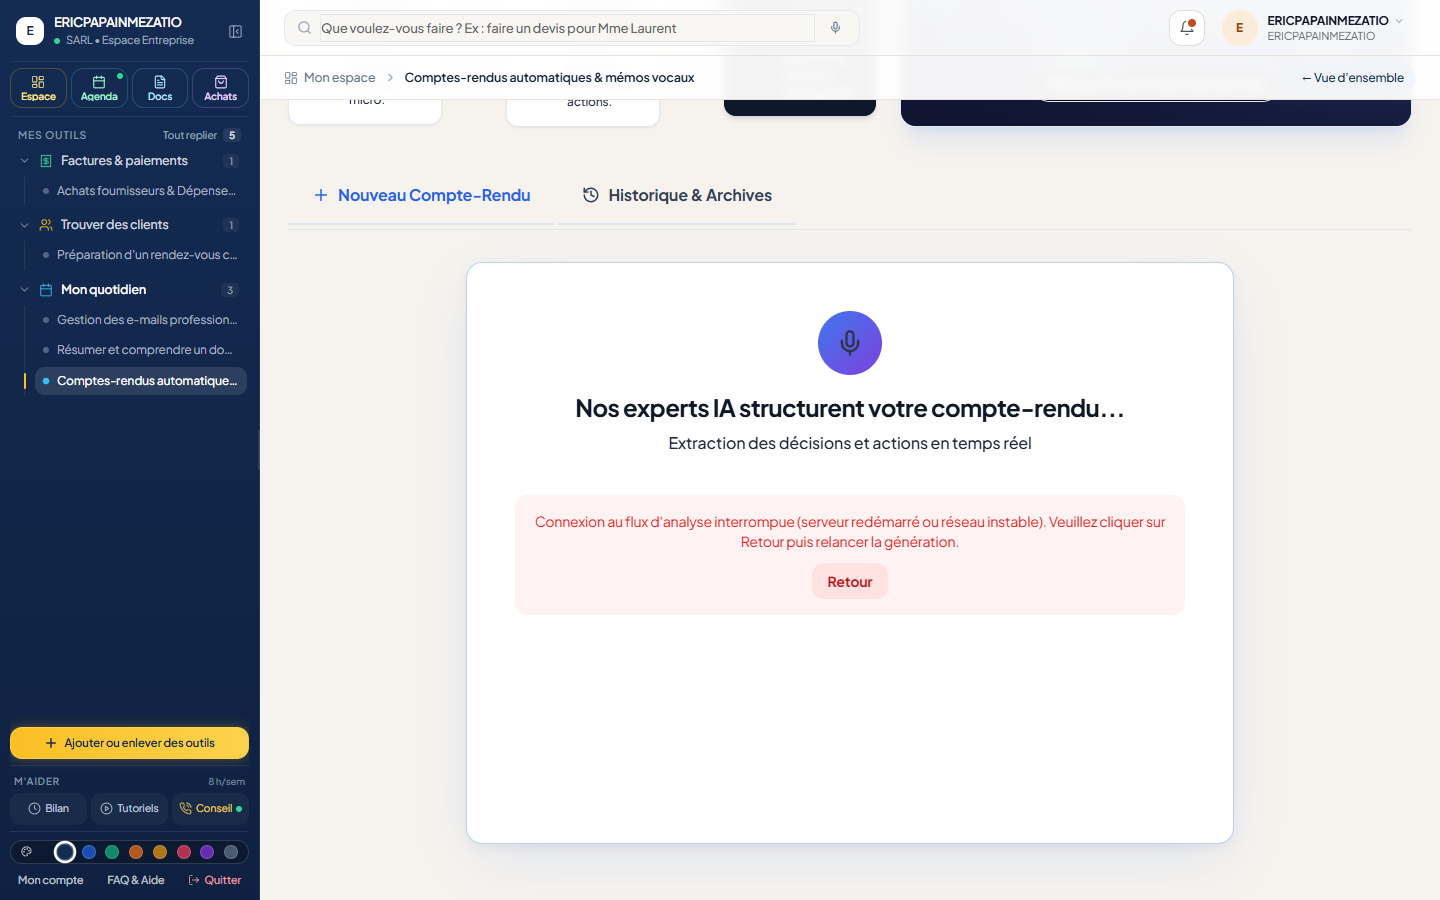 E
ERICPAPAINMEZATIO
SARL • Espace Entreprise
Espace
Agenda
Docs
Achats
MES OUTILS
Tout replier 5
Factures & paiements 1
Achats fournisseurs & Dépense...
Trouver des clients 1
Préparation d'un rendez-vous c...
Mon quotidien 3
Gestion des e-mails profession...
Résumer et comprendre un do...
Comptes-rendus automatique...
Ajouter ou enlever des outils
M'AIDER
8 h/sem
Bilan
Tutoriels
Conseil
Mon compte
FAQ & Aide
Quitter
Que voulez-vous faire ? Ex : faire un devis pour Mme Laurent
E
ERICPAPAINMEZATIO
ERICPAPAINMEZATIO
Mon espace
Comptes-rendus automatiques & mémos vocaux
← Vue d'ensemble
micro.
actions.
Nouveau Compte-Rendu
Historique & Archives
Nos experts IA structurent votre compte-rendu...
Extraction des décisions et actions en temps réel
Connexion au flux d'analyse interrompue (serveur redémarré ou réseau instable). Veuillez cliquer sur
Retour puis relancer la génération.
Retour